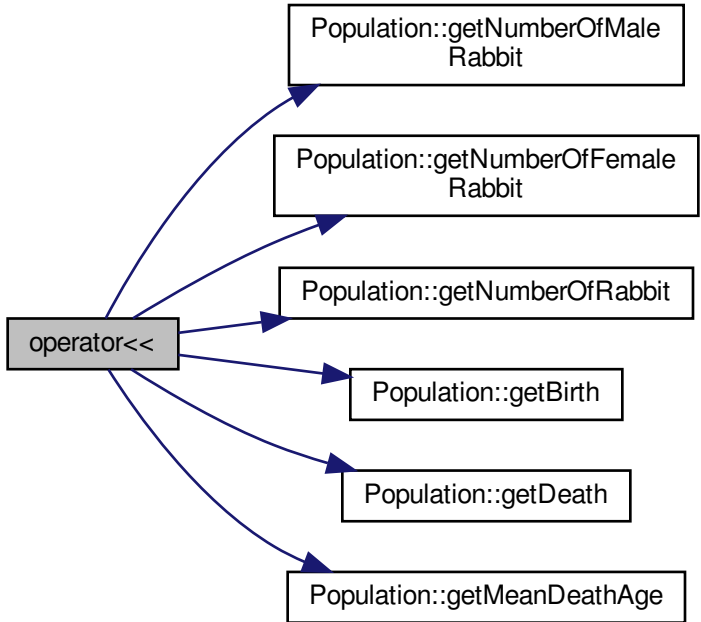 Population::getNumberOfMale
Rabbit
Population::getNumberOfFemale
Rabbit
Population::getNumberOfRabbit
operator<<
Population::getBirth
Population::getDeath
Population::getMeanDeathAge